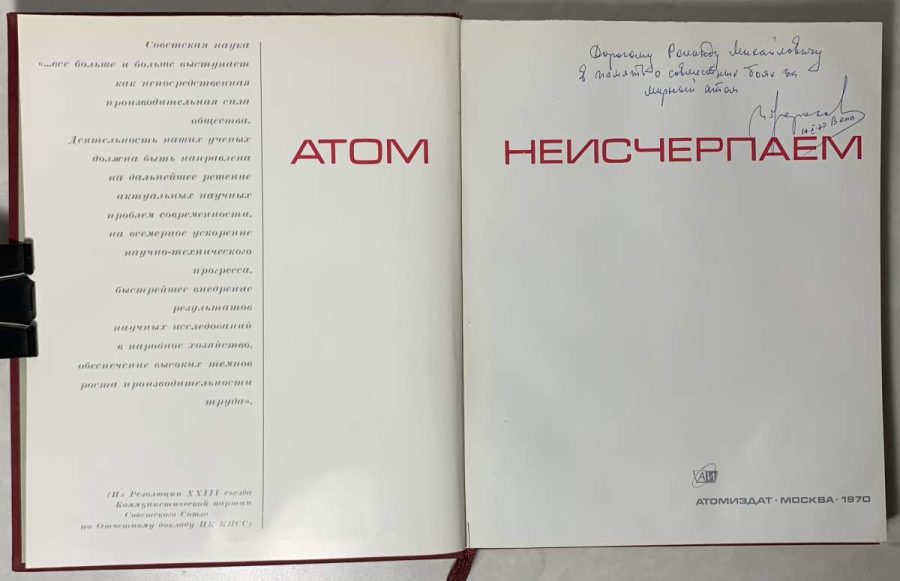 Советская наука
«...все больше и больше выступает
как непосредственная
производительная сила
общества.
Деятельность наших ученых
должна быть направлена
на дальнейшее решение
актуальных научных
проблем современности,
на всемерное ускорение
научно-технического
прогресса,
быстрейшее внедрение
результатов
научных исследований
в народное хозяйство,
обеспечение высоких темпов
роста производительности
труда».
(Из Резолюции XXIII съезда
Коммунистической партии
Советского Союза
по Отчетному докладу ЦК КПСС)
АТОМ
Дорогому Михайловичу
в память о совместных боях за
мирный атом
70 Вена
НЕИСЧЕРПАЕМ
АИ
АТОМИЗДАТ · МОСКВА · 1970